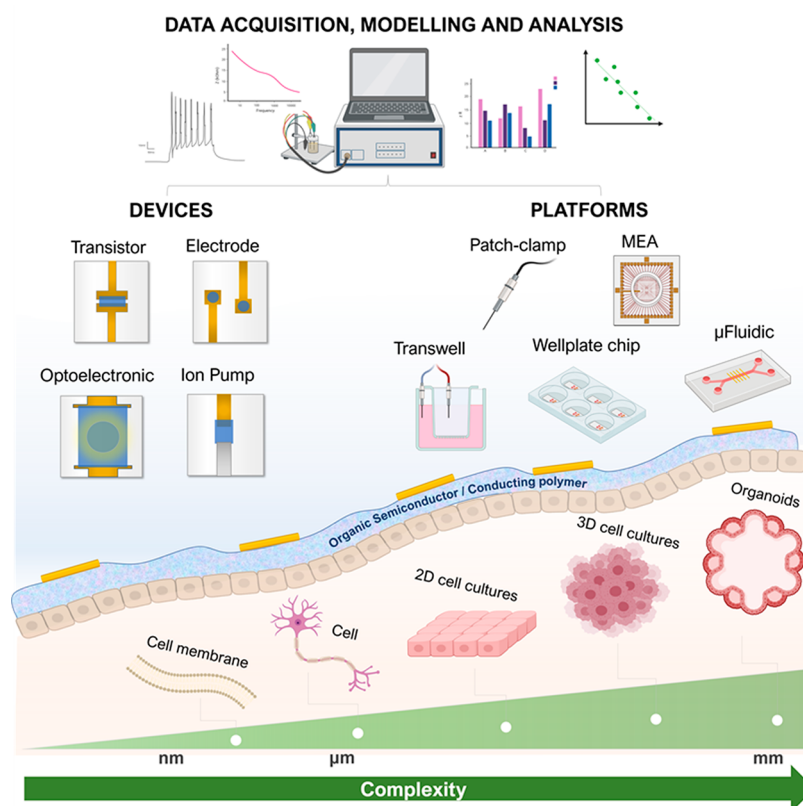 DATA ACQUISITION, MODELLING AND ANALYSIS
Frequency
DEVICES
PLATFORMS
Transistor
Electrode
Patch-clamp
MEA
Transwell
Wellplate chip
µFluidic
Optoelectronic
Ion Pump
Organic Semiconductor / Conducting polymer
Organoids
3D cell cultures
2D cell cultures
Cell
Cell membrane
nm
µm
mm
Complexity